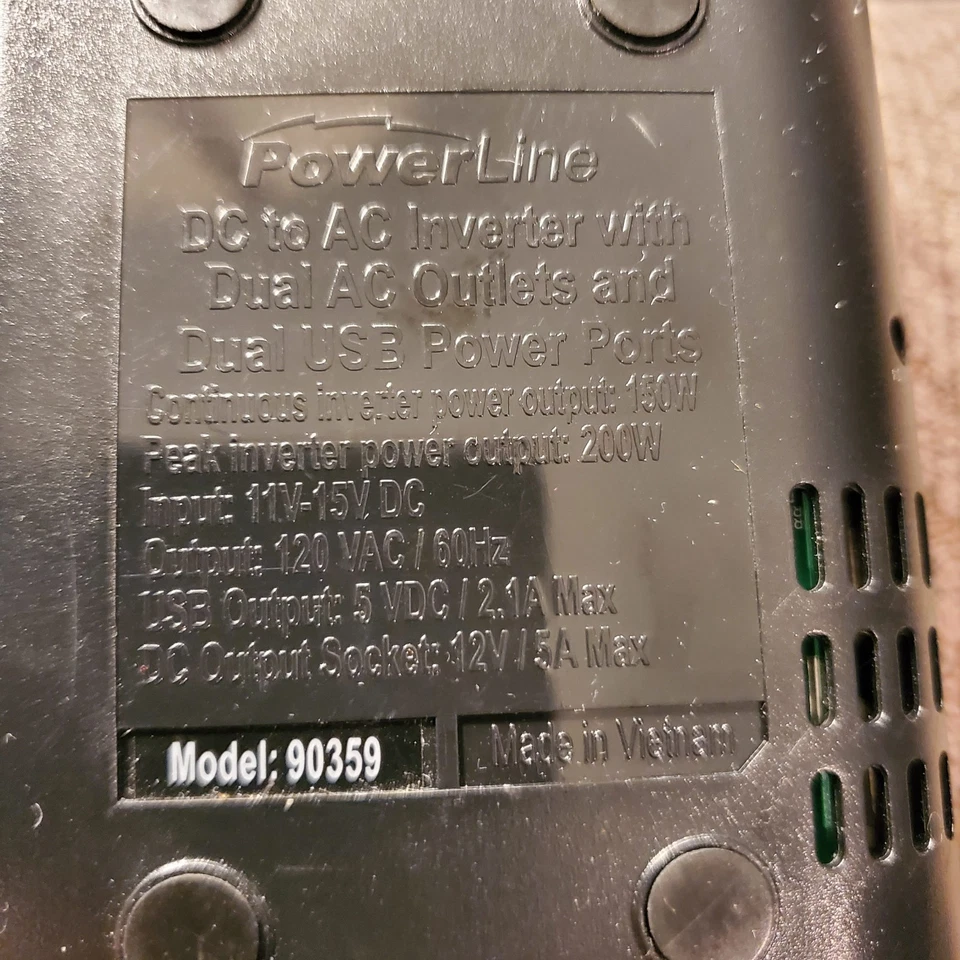 PowerLine
DC to AC Inverter with
Dual AC Outlets and
Dual USB Power Ports
Continuous inverter power output: 150W
Peak inverter power output: 200W
Input: 11V-15V DC
Output: 120 VAC / 60Hz
USB Output: 5 VDC / 2.1A Max
DC Output Socket: 12V / 5A Max
Model: 90359
Made in Vietnam